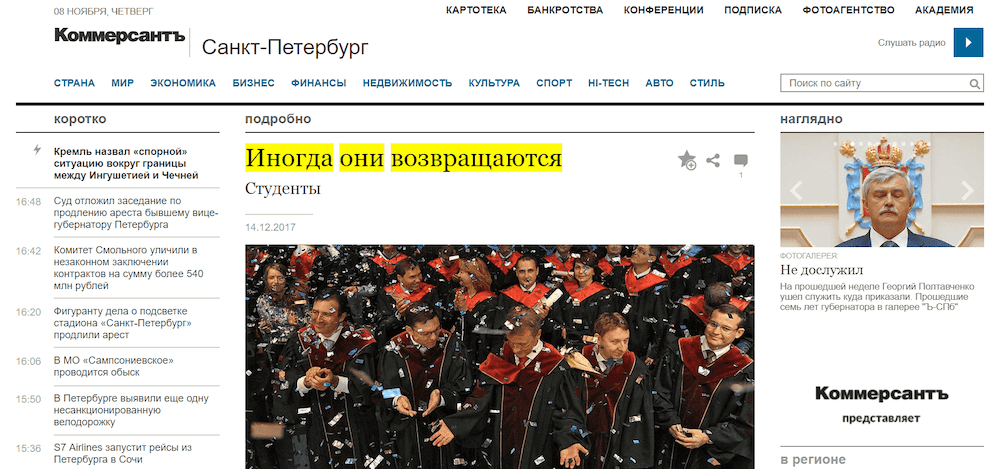 08 НОЯБРЯ, ЧЕТВЕРГ
КАРТОТЕКА БАНКРОТСТВА КОНФЕРЕНЦИИ ПОДПИСКА ФОТОАГЕНТСТВО АКАДЕМИЯ
Коммерсантъ
Санкт-Петербург
Слушать радио
СТРАНА МИР ЭКОНОМИКА БИЗНЕС ФИНАНСЫ НЕДВИЖИМОСТЬ КУЛЬТУРА СПОРТ HI-TECH АВТО СТИЛЬ
Поиск по сайту
коротко
Кремль назвал «спорной»
ситуацию вокруг границы
между Ингушетией и Чечней
16:48 Суд отложил заседание по
продлению ареста бывшему вице-
губернатору Петербурга
16:42 Комитет Смольного уличили в
незаконном заключении
контрактов на сумму более 540
млн рублей
16:20 Фигуранту дела о подсветке
стадиона «Санкт-Петербург»
продлили арест
16:06 В МО «Сампсониевское»
проводится обыск
15:50 В Петербурге выявили еще одну
несанкционированную
велодорожку
15:36 S7 Airlines запустит рейсы из
Петербурга в Сочи
подробно
Иногда они возвращаются
Студенты
1
14.12.2017
наглядно
ФОТОГАЛЕРЕЯ
Не дослужил
На прошедшей неделе Георгий Полтавченко
ушел служить куда приказали. Прошедшие
семь лет губернатора в галерее "Ъ-СПб"
Коммерсантъ
представляет
в регионе